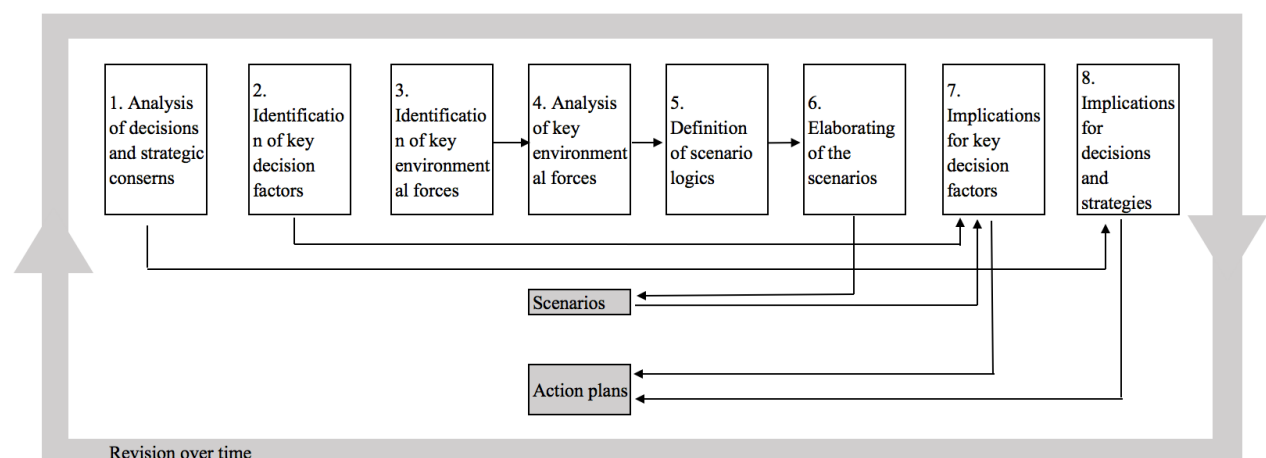 1. Analysis
of decisions
and strategic
conserns
2.
Identificatio
n of key
decision
factors
3.
Identificatio
n of key
environment
al forces
4. Analysis
of key
environment
al forces
5.
Definition
of scenario
logics
6.
Elaborating
of the
scenarios
7.
Implications
for key
decision
factors
8.
Implications
for
decisions
and
strategies
Scenarios
Action plans
Revision over time